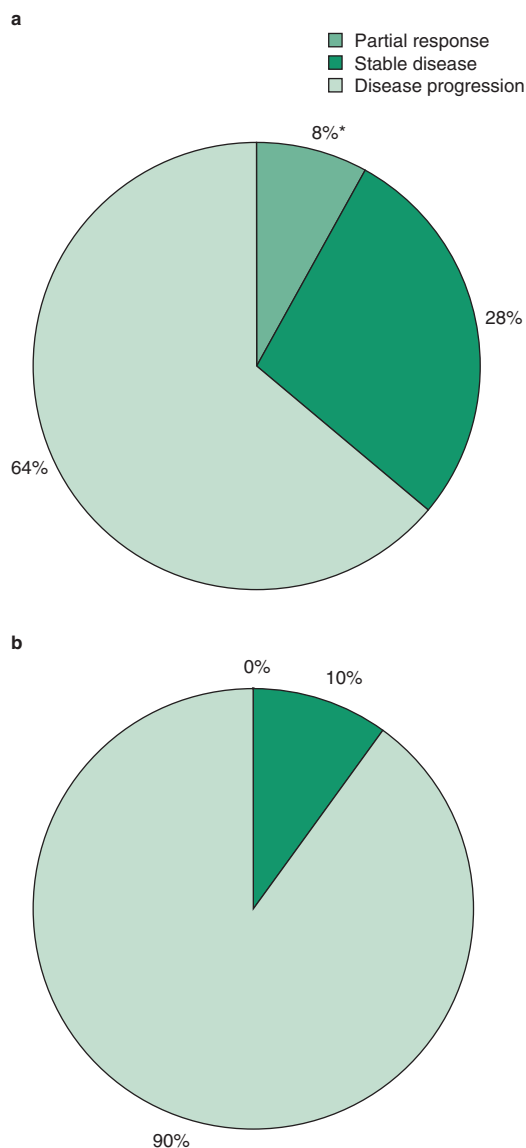 a
Partial response
Stable disease
Disease progression
8%*
28%
64%
b
0%
10%
90%